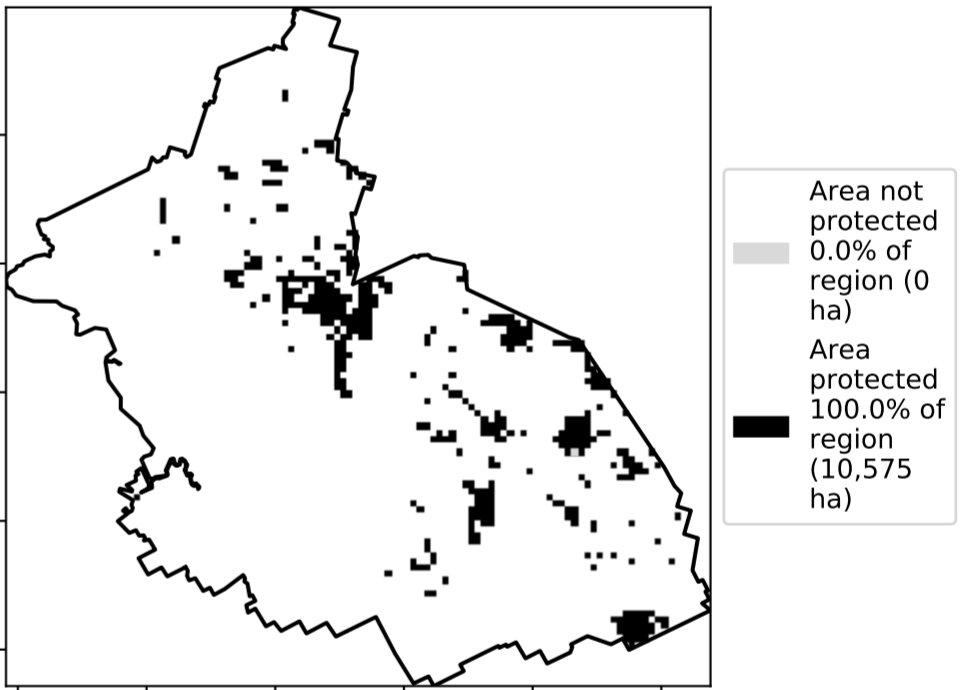 Area not
protected
0.0% of
region (0
ha)
Area
protected
100.0% of
region
(10,575
ha)